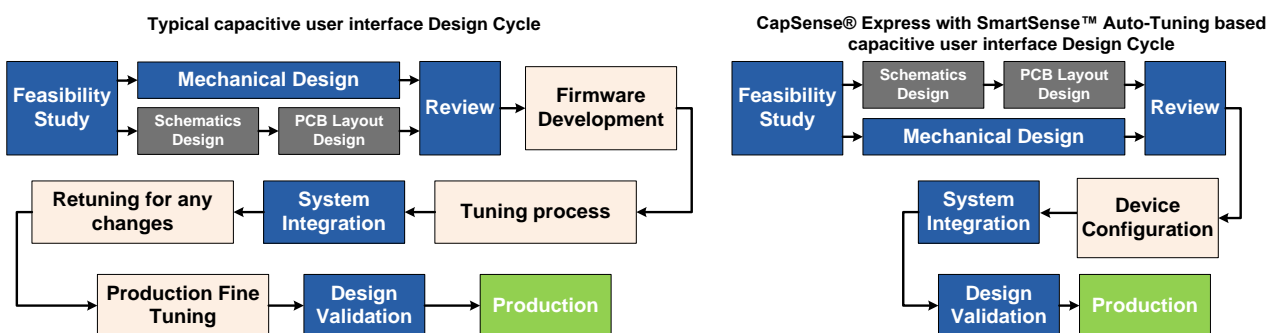 Typical capacitive user interface Design Cycle
Feasibility
Study
Mechanical Design
Schematics
Design
PCB Layout
Design
Review
Firmware
Development
Retuning for any
changes
System
Integration
Tuning process
Production Fine
Tuning
Design
Validation
Production
CapSense® Express with SmartSense™ Auto-Tuning based
capacitive user interface Design Cycle
Feasibility
Study
Schematics
Design
PCB Layout
Design
Mechanical Design
Review
System
Integration
Device
Configuration
Design
Validation
Production